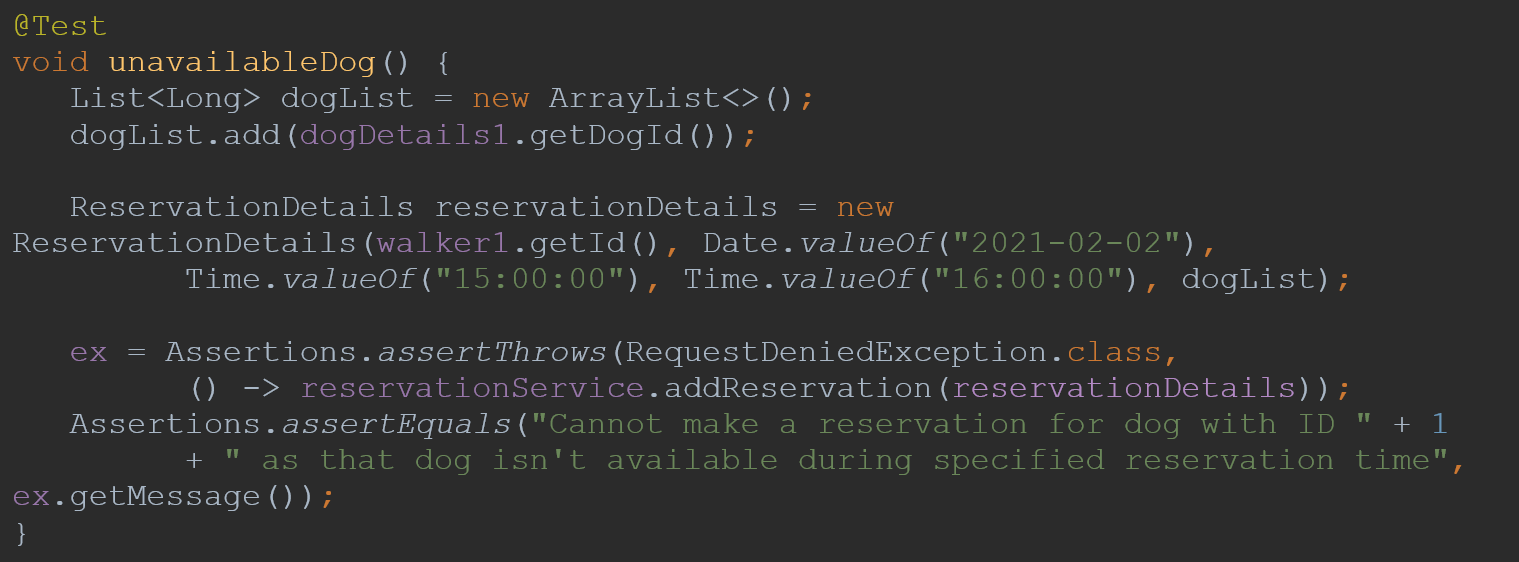 @Test
void unavailableDog() {
   List<Long> dogList = new ArrayList<>();
   dogList.add(dogDetails1.getDogId());

   ReservationDetails reservationDetails = new
ReservationDetails(walker1.getId(), Date.valueOf("2021-02-02"),
         Time.valueOf("15:00:00"), Time.valueOf("16:00:00"), dogList);

   ex = Assertions.assertThrows(RequestDeniedException.class,
         () -> reservationService.addReservation(reservationDetails));
   Assertions.assertEquals("Cannot make a reservation for dog with ID " + 1
         + " as that dog isn't available during specified reservation time",
ex.getMessage());
}